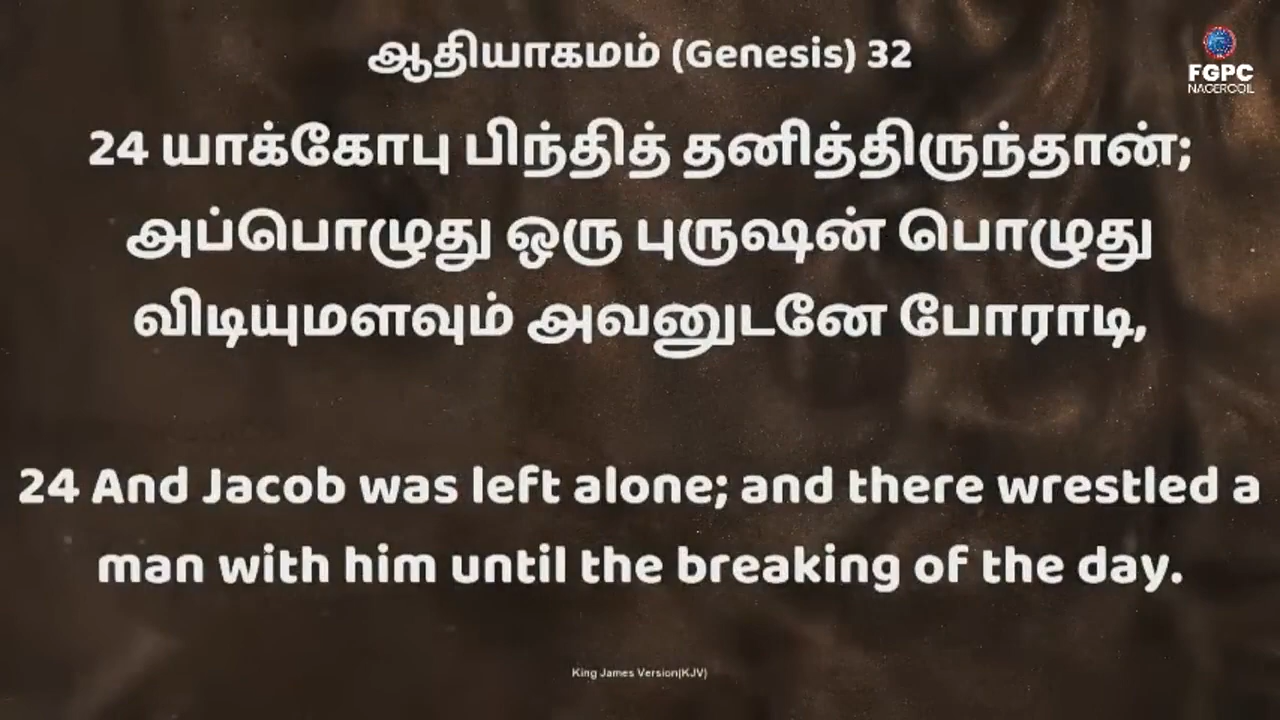 ஆதியாகமம் (Genesis) 32
FGPC
NAGERCOIL
24 யாக்கோபு பிந்தித் தனித்திருந்தான்;
அப்பொழுது ஒரு புருஷன் பொழுது
விடியுமளவும் அவனுடனே போராடி,
24 And Jacob was left alone; and there wrestled a
man with him until the breaking of the day.
King James Version(KJV)